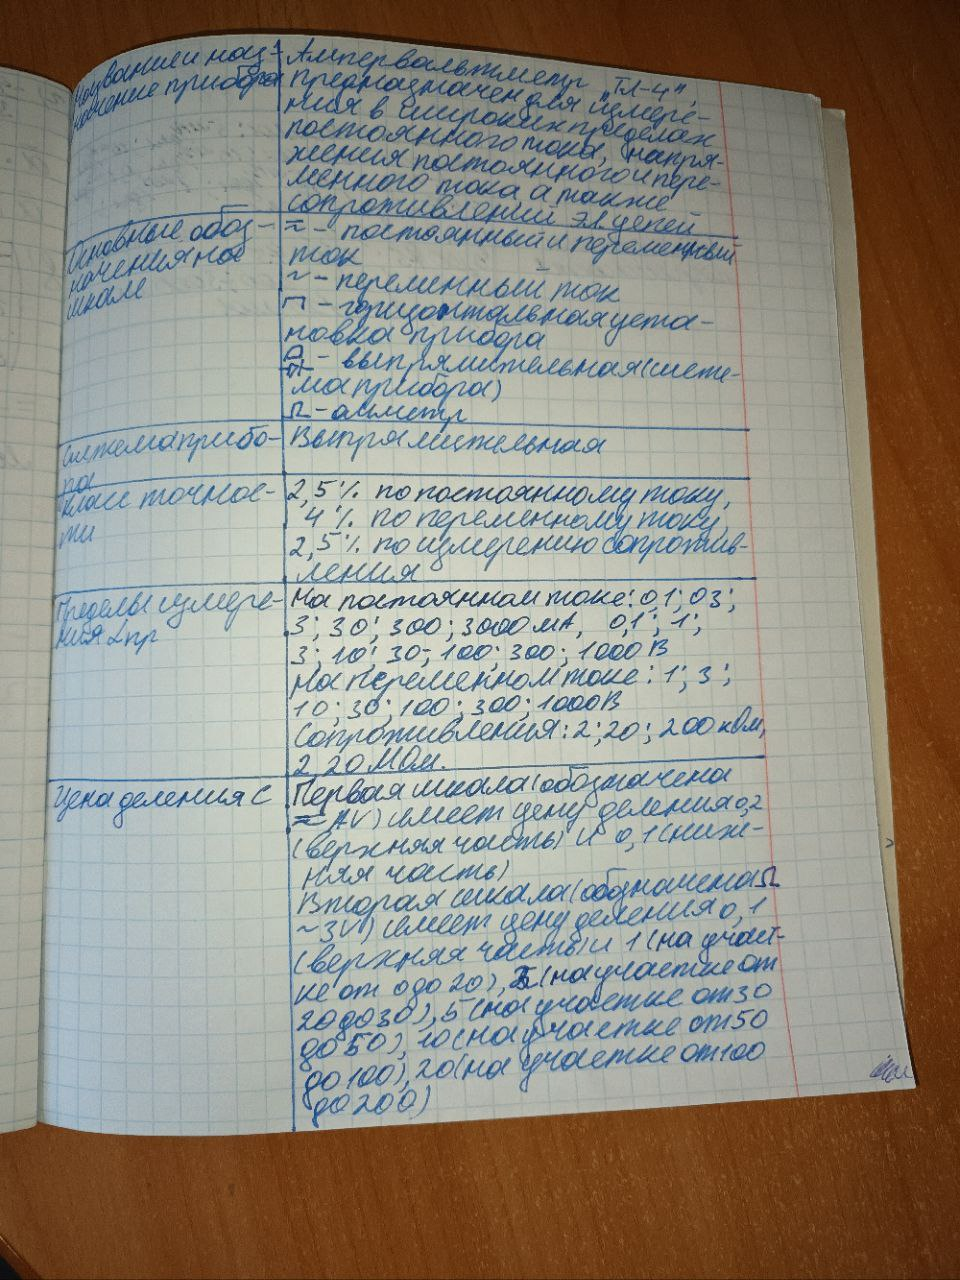 Название и наз-
начение прибора
Ампервольтметр "ТЛ-4",
предназначен для измере-
ния в широких пределах
постоянного тока, напря-
жения постоянного и пере-
менного тока а также
сопротивлений эл. цепей
Основные обоз-
начения на
шкале
≂ - постоянный и переменный
ток
~ - переменный ток
⊓ - горизонтальная уста-
новка прибора
- выпрямительная (систе-
ма прибора)
Ω - омметр
Система прибо-
ра
Выпрямительная
Класс точнос-
ти
2,5% по постоянному току,
4% по переменному току,
2,5% по измерению сопротив-
ления
Пределы измере-
ния αпр
На постоянном токе: 0,1; 03;
3; 30; 300; 3000 мА, 0,1; 1;
3; 10; 30; 100; 300; 1000 В
На переменном токе: 1; 3;
10; 30; 100; 300; 1000В
Сопротивления: 2; 20; 200 кОм,
2 20 МОм.
Цена деления С
Первая шкала (обозначена
≂ AV) имеет цену деления 0,2
(верхняя часть) и 0,1 (ниж-
няя часть)
Вторая шкала (обозначена Ω
~3V) имеет цену деления 0,1
(верхняя часть) и 1 (на участ-
ке от 0 до 20), (на участке от
20 до 30), 5 (на участке от 30
до 50), 10 (на участке от 50
до 100), 20 (на участке от 100
до 200)